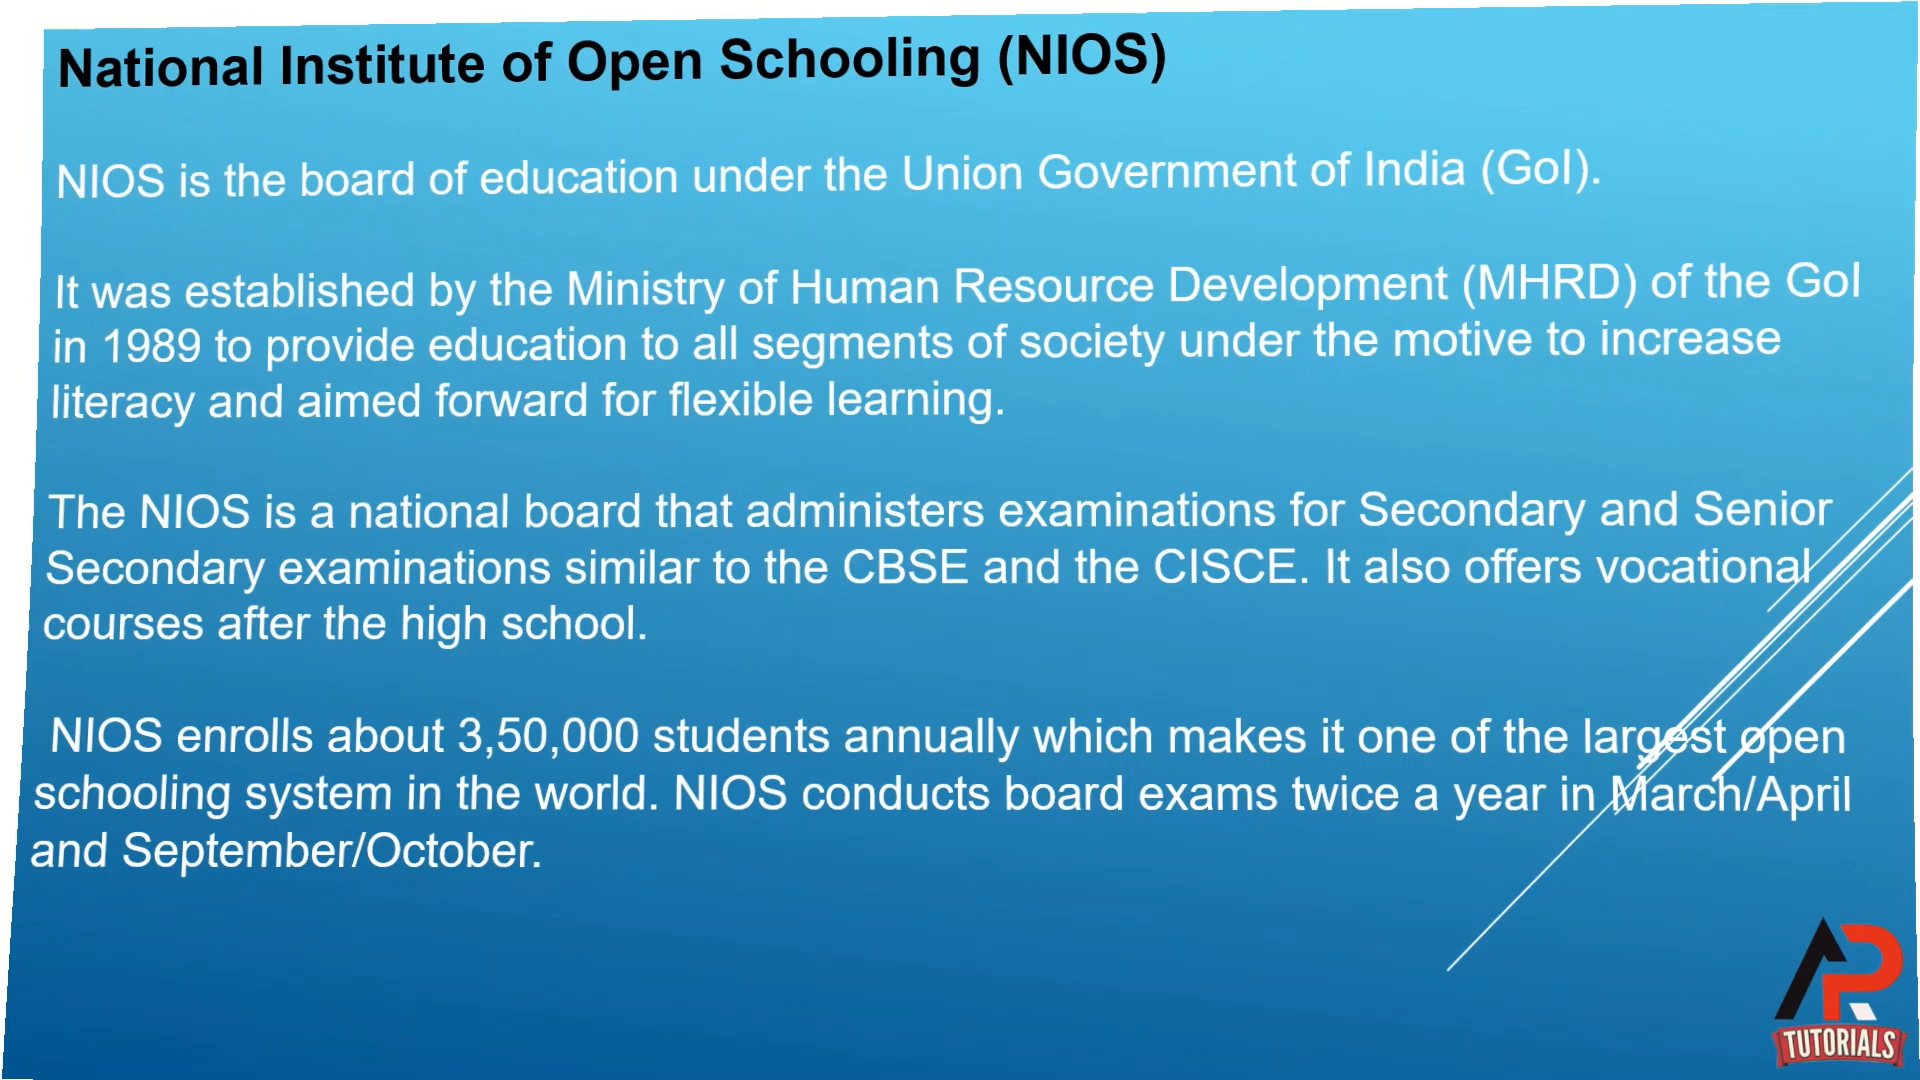 National Institute of Open Schooling (NIOS)
NIOS is the board of education under the Union Government of India (GoI).
It was established by the Ministry of Human Resource Development (MHRD) of the GoI
in 1989 to provide education to all segments of society under the motive to increase
literacy and aimed forward for flexible learning.
The NIOS is a national board that administers examinations for Secondary and Senior
Secondary examinations similar to the CBSE and the CISCE. It also offers vocational
courses after the high school.
NIOS enrolls about 3,50,000 students annually which makes it one of the largest open
schooling system in the world. NIOS conducts board exams twice a year in March/April
and September/October.
AP
TUTORIALS